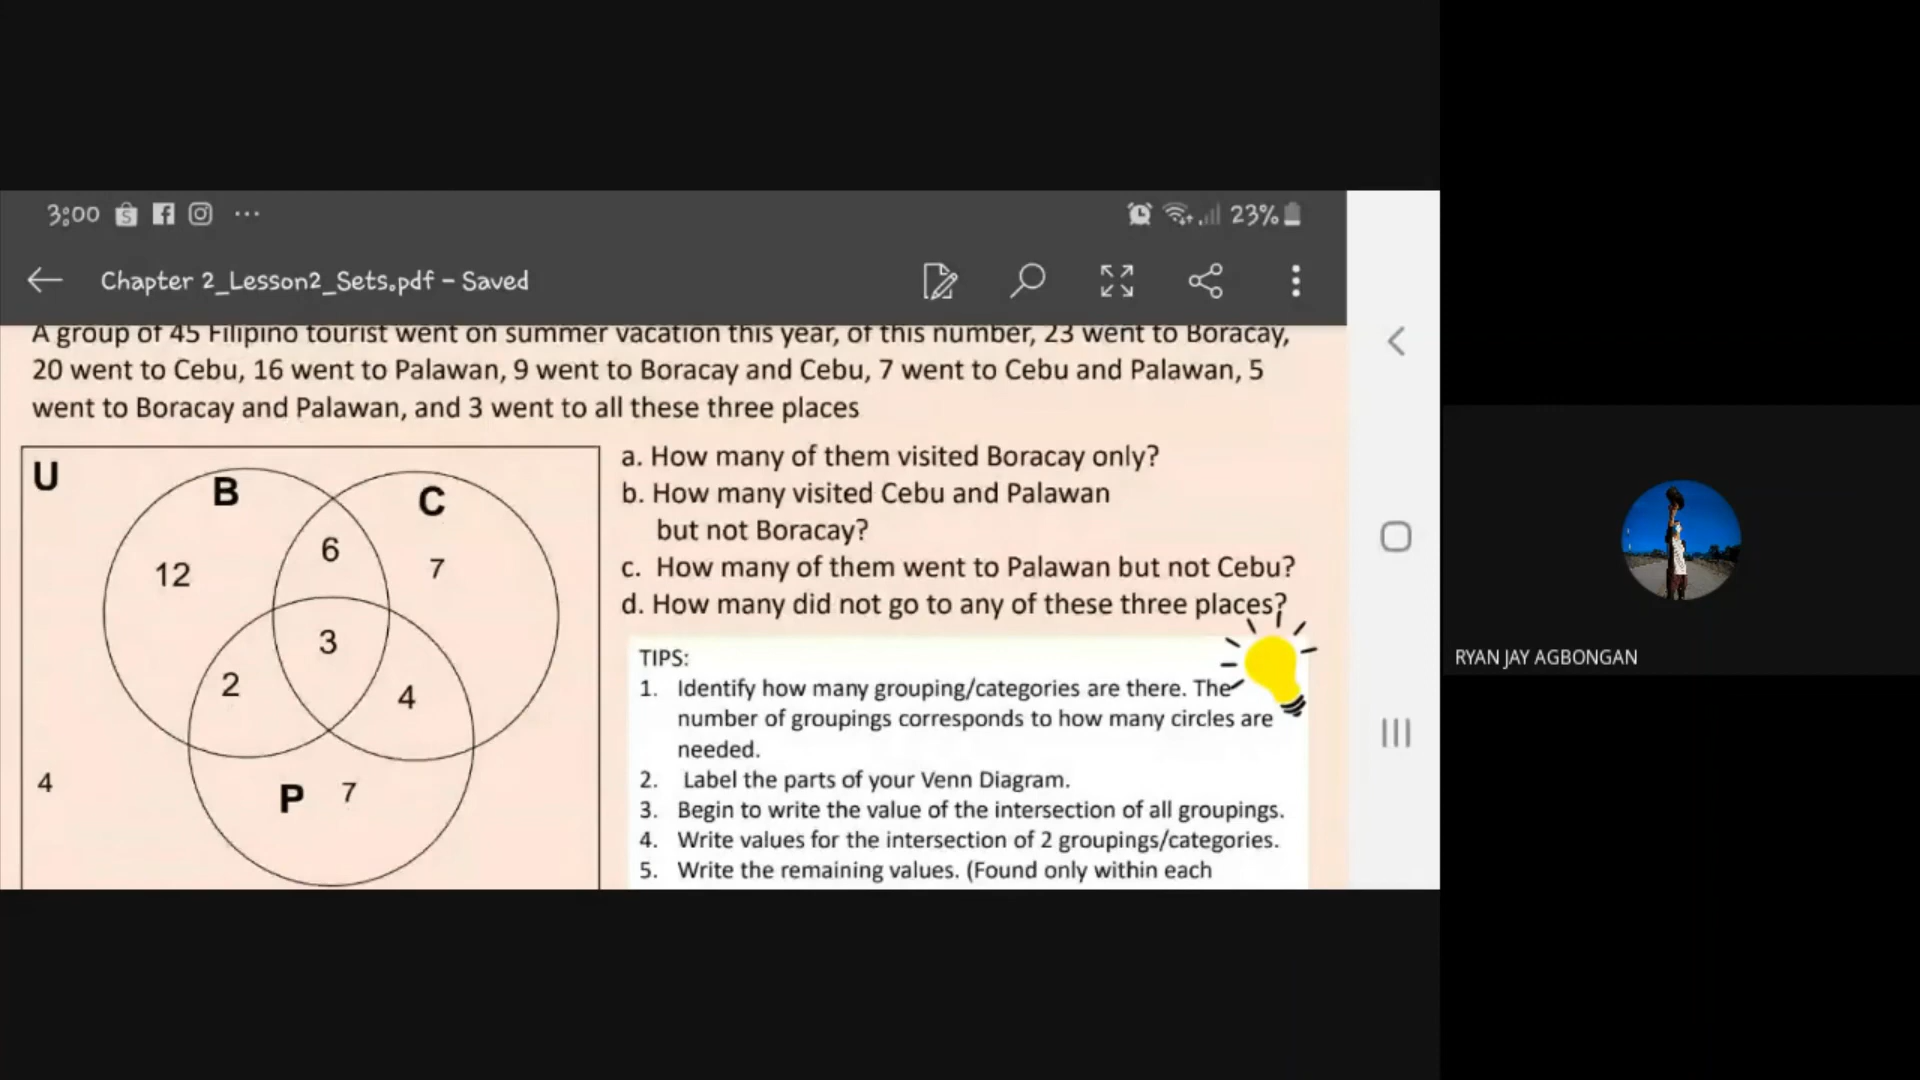 3:00
23%
Chapter 2_Lesson2_Sets.pdf – Saved
A group of 45 Filipino tourist went on summer vacation this year, of this number, 23 went to Boracay,
20 went to Cebu, 16 went to Palawan, 9 went to Boracay and Cebu, 7 went to Cebu and Palawan, 5
went to Boracay and Palawan, and 3 went to all these three places
U
B
C
6
12
7
3
2
4
4
P 7
a. How many of them visited Boracay only?
b. How many visited Cebu and Palawan
but not Boracay?
c. How many of them went to Palawan but not Cebu?
d. How many did not go to any of these three places?
TIPS:
1. Identify how many grouping/categories are there. The
number of groupings corresponds to how many circles are
needed.
2. Label the parts of your Venn Diagram.
3. Begin to write the value of the intersection of all groupings.
4. Write values for the intersection of 2 groupings/categories.
5. Write the remaining values. (Found only within each
RYAN JAY AGBONGAN